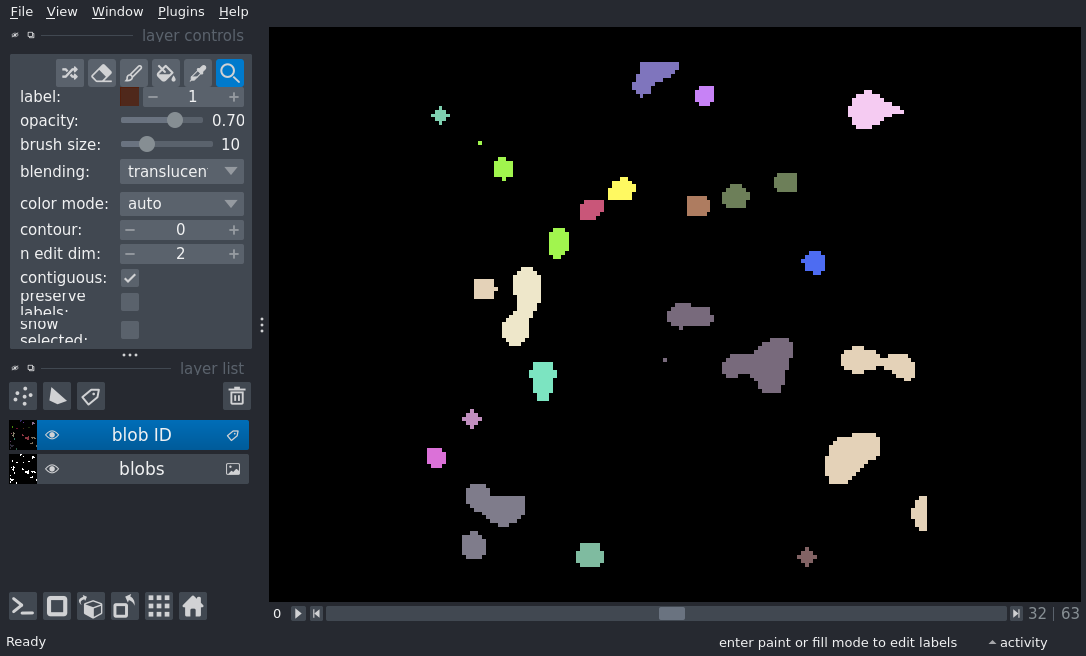 File View Window Plugins Help
layer controls
label: 1
opacity: 0.70
brush size: 10
blending: translucen
color mode: auto
contour: 0
n edit dim: 2
contiguous:
preserve
labels:
show
selected:
layer list
blob ID
blobs
0 32 | 63
Ready enter paint or fill mode to edit labels activity